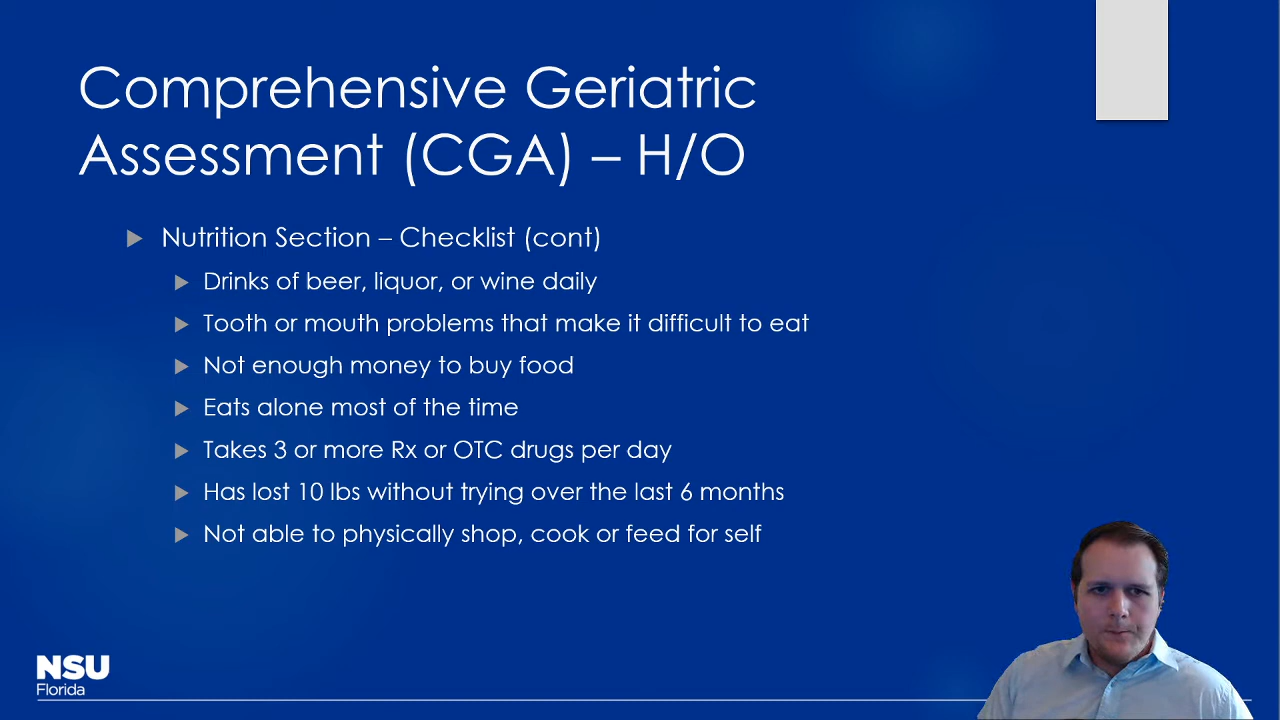 Comprehensive Geriatric
Assessment (CGA) – H/O
Nutrition Section – Checklist (cont)
Drinks of beer, liquor, or wine daily
Tooth or mouth problems that make it difficult to eat
Not enough money to buy food
Eats alone most of the time
Takes 3 or more Rx or OTC drugs per day
Has lost 10 lbs without trying over the last 6 months
Not able to physically shop, cook or feed for self
NSU
Florida